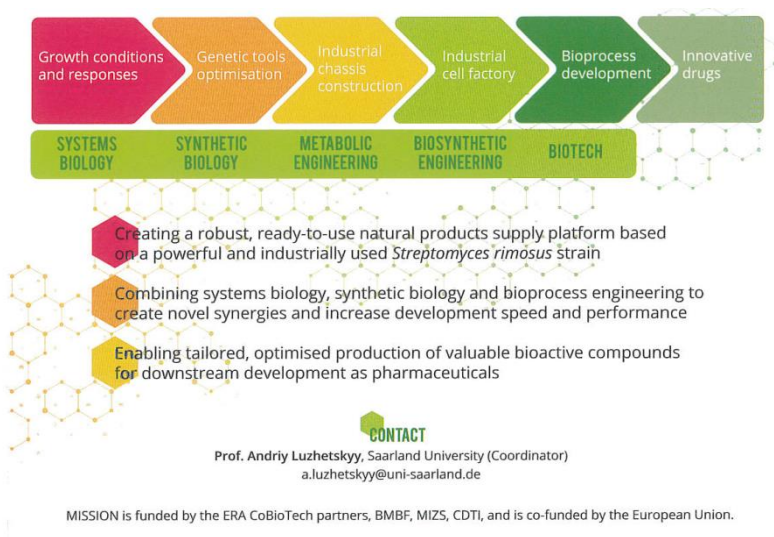 Growth conditions
and responses
Genetic tools
optimisation
Industrial
chassis
construction
Industrial
cell factory
Bioprocess
development
Innovative
drugs
SYSTEMS
BIOLOGY
SYNTHETIC
BIOLOGY
METABOLIC
ENGINEERING
BIOSYNTHETIC
ENGINEERING
BIOTECH
Creating a robust, ready-to-use natural products supply platform based
on a powerful and industrially used Streptomyces rimosus strain
Combining systems biology, synthetic biology and bioprocess engineering to
create novel synergies and increase development speed and performance
Enabling tailored, optimised production of valuable bioactive compounds
for downstream development as pharmaceuticals
CONTACT
Prof. Andriy Luzhetskyy, Saarland University (Coordinator)
a.luzhetskyy@uni-saarland.de
MISSION is funded by the ERA CoBioTech partners, BMBF, MIZS, CDTI, and is co-funded by the European Union.